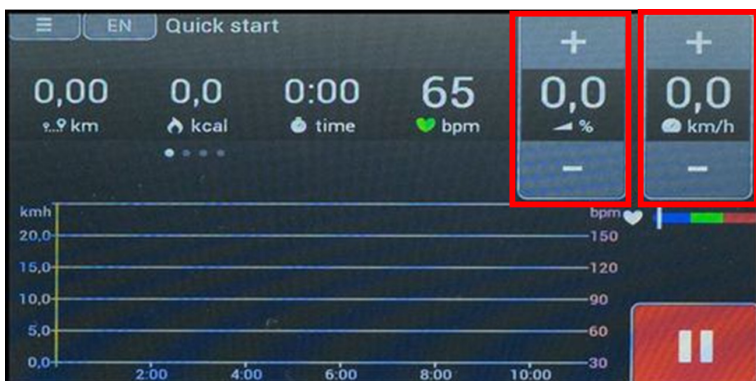 EN Quick start
+ +
0,00 0,0 0:00 65 0,0 0,0
km kcal time bpm % km/h
- -
kmh bpm
20,0 150
15,0 120
10,0 90
5,0 60
0,0 30
2:00 4:00 6:00 8:00 10:00